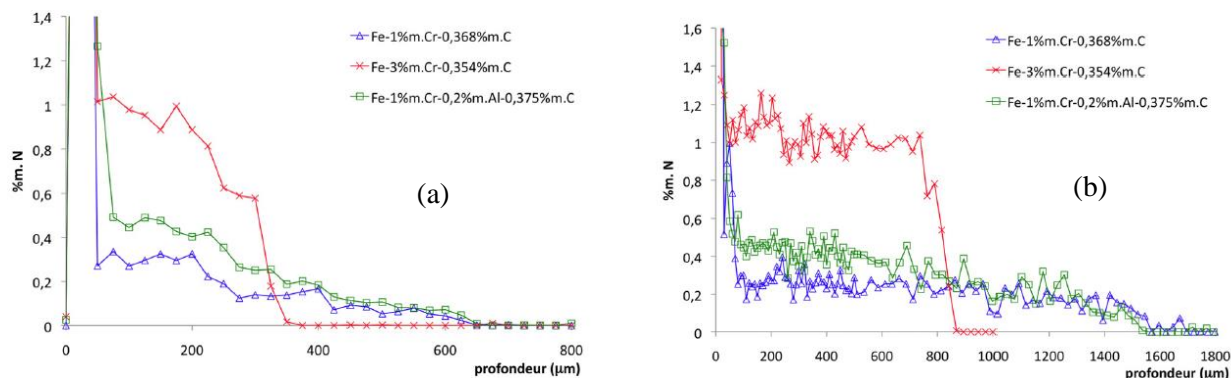 1,4
1,2
1
0,8
0,6
0,4
0,2
0
%m. N
0
200
400
600
800
profondeur (µm)
Fe-1%m.Cr-0,368%m.C
Fe-3%m.Cr-0,354%m.C
Fe-1%m.Cr-0,2%m.Al-0,375%m.C
(a)
1,6
1,4
1,2
1
0,8
0,6
0,4
0,2
0
%m. N
0
200
400
600
800
1000
1200
1400
1600
1800
profondeur (µm)
Fe-1%m.Cr-0,368%m.C
Fe-3%m.Cr-0,354%m.C
Fe-1%m.Cr-0,2%m.Al-0,375%m.C
(b)